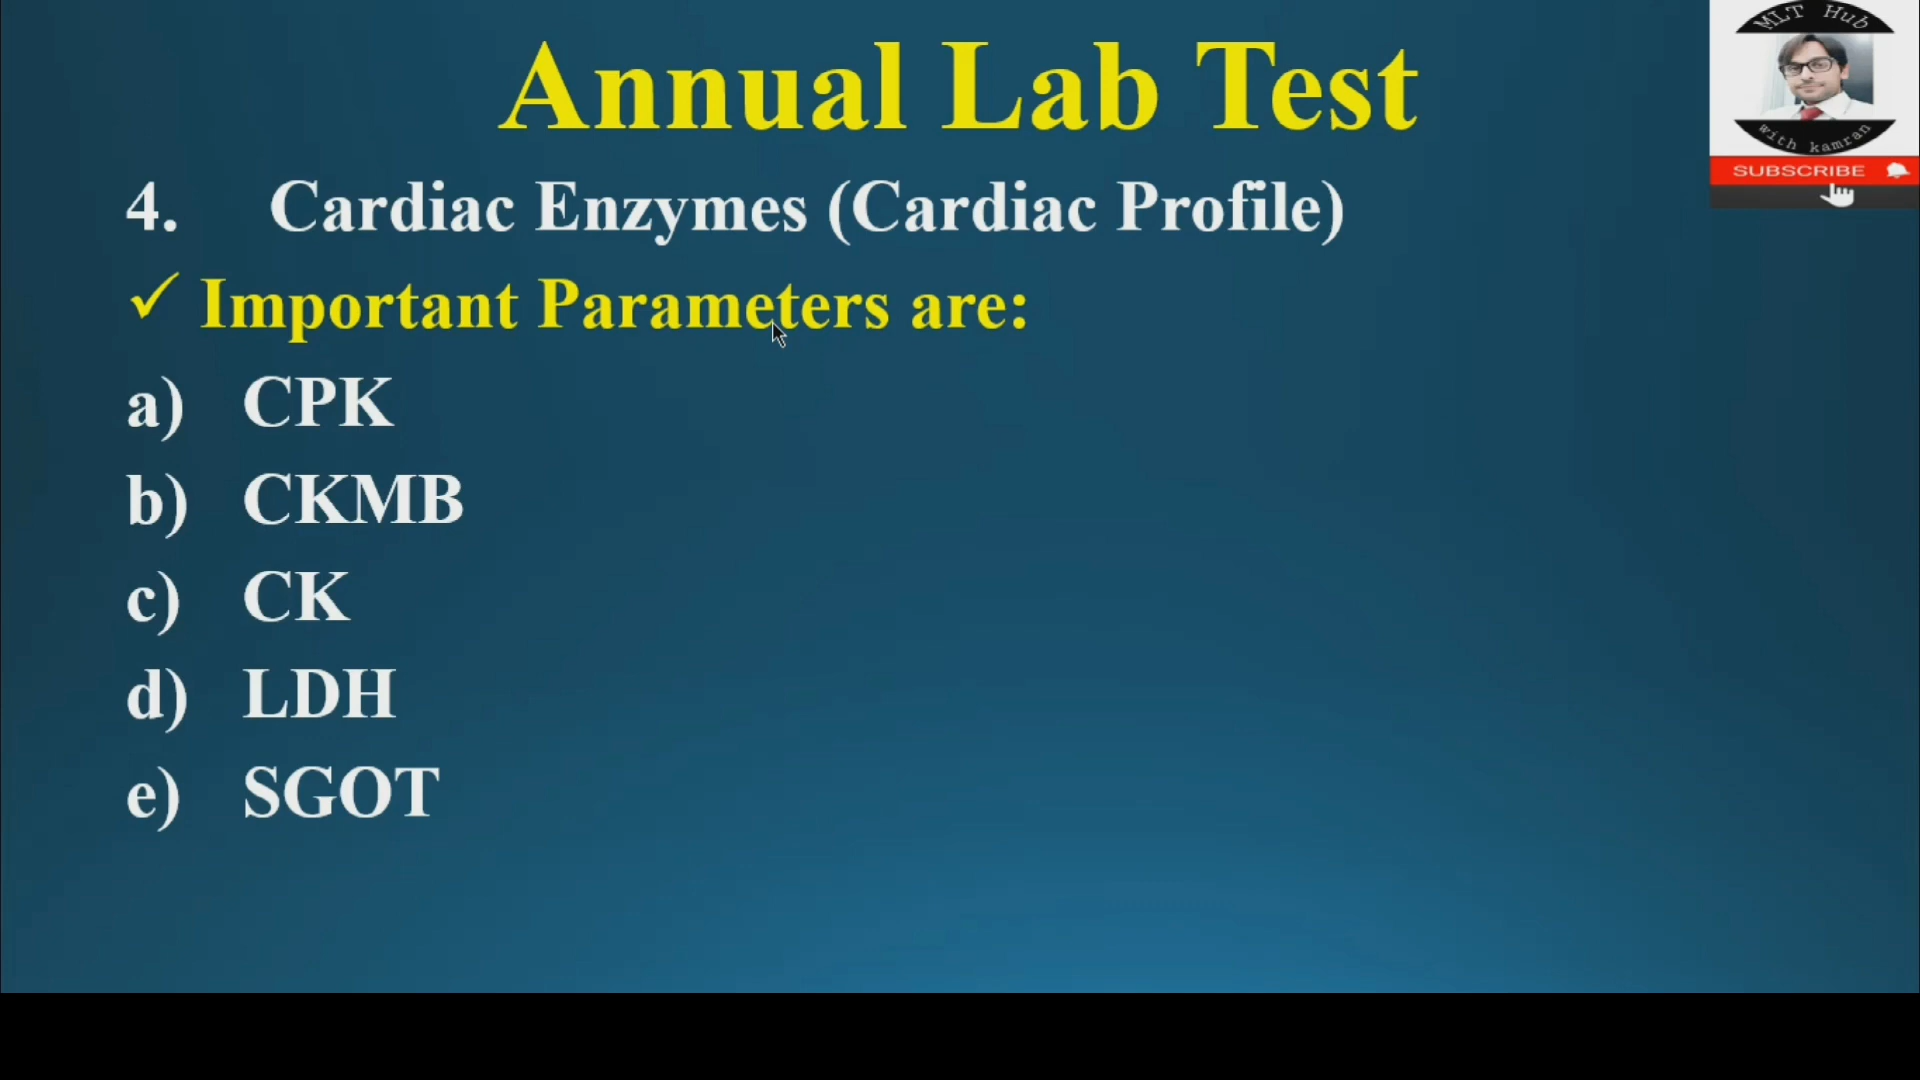 Annual Lab Test
MLT Hub
with kamran
SUBSCRIBE
4. Cardiac Enzymes (Cardiac Profile)
✓ Important Parameters are:
a) CPK
b) CKMB
c) CK
d) LDH
e) SGOT